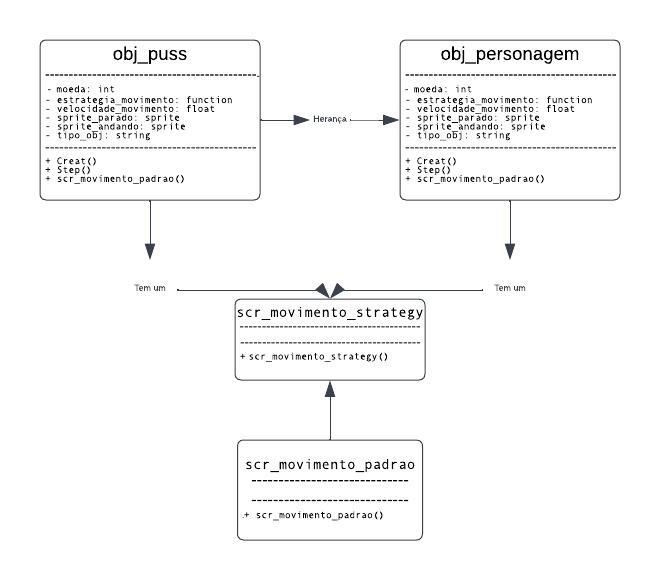 obj_puss
- moeda: int
- estrategia_movimento: function
- velocidade_movimento: float
- sprite_parado: sprite
- sprite_andando: sprite
- tipo_obj: string
+ Creat()
+ Step()
+ scr_movimento_padrao()
Herança
obj_personagem
- moeda: int
- estrategia_movimento: function
- velocidade_movimento: float
- sprite_parado: sprite
- sprite_andando: sprite
- tipo_obj: string
+ Creat()
+ Step()
+ scr_movimento_padrao()
Tem um
Tem um
scr_movimento_strategy
+ scr_movimento_strategy()
scr_movimento_padrao
+ scr_movimento_padrao()